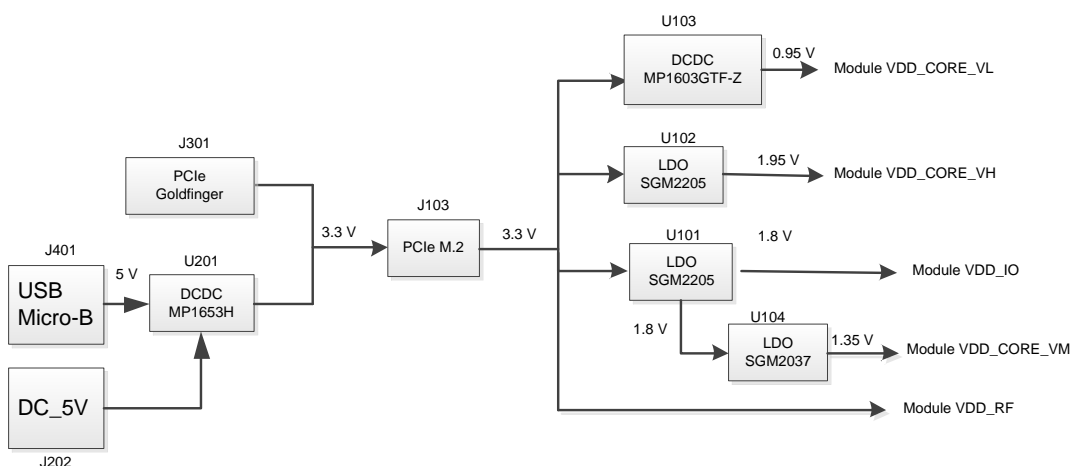 U103
DCDC
MP1603GTF-Z
0.95 V
Module VDD_CORE_VL
U102
LDO
SGM2205
1.95 V
Module VDD_CORE_VH
J301
PCIe
Goldfinger
J103
PCIe M.2
3.3 V
3.3 V
U101
LDO
SGM2205
1.8 V
Module VDD_IO
J401
USB
Micro-B
5 V
U201
DCDC
MP1653H
1.8 V
U104
LDO
SGM2037
1.35 V
Module VDD_CORE_VM
DC_5V
J202
Module VDD_RF